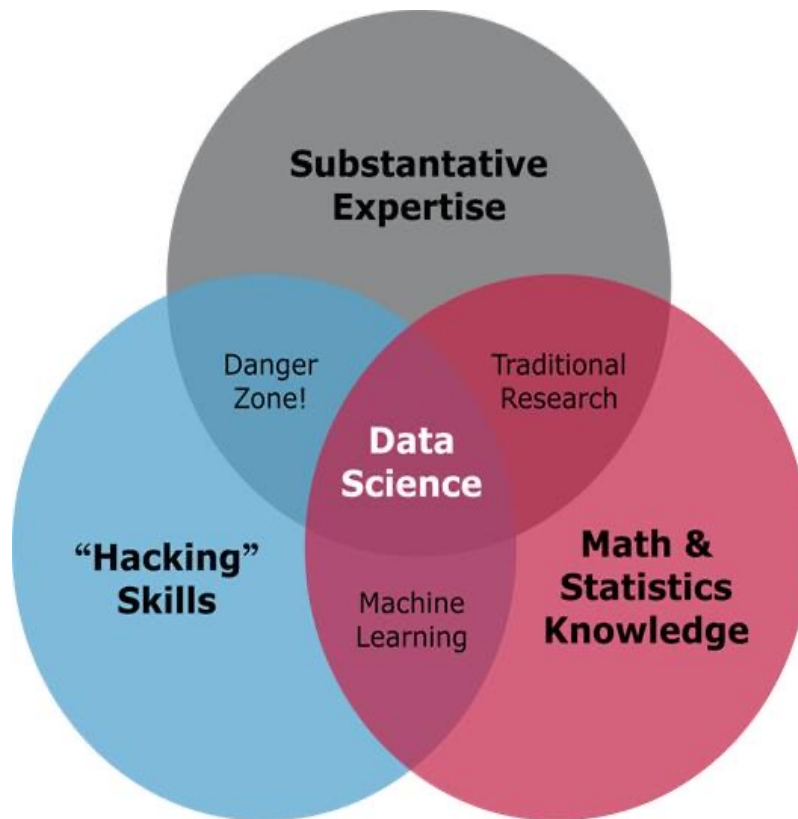 Substantative
Expertise
Danger
Zone!
Traditional
Research
Data
Science
“Hacking”
Skills
Math &
Statistics
Knowledge
Machine
Learning